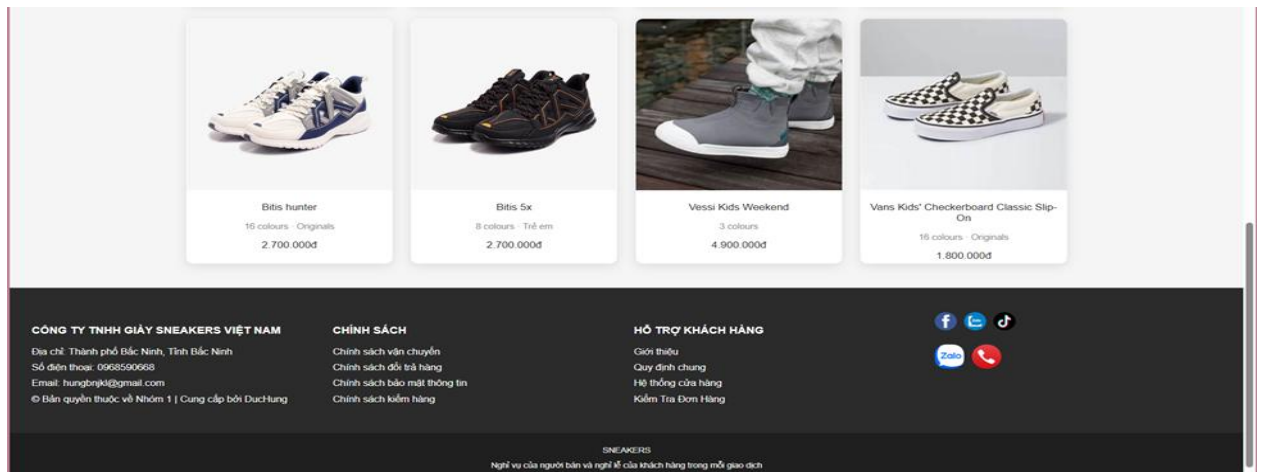 Bitis hunter
16 colours · Originals
2.700.000đ
Bitis 5x
8 colours · Trẻ em
2.700.000đ
Vessi Kids Weekend
3 colours
4.900.000đ
Vans Kids' Checkerboard Classic Slip-
On
16 colours · Originals
1.800.000đ
CÔNG TY TNHH GIÀY SNEAKERS VIỆT NAM
Địa chỉ: Thành phố Bắc Ninh, Tỉnh Bắc Ninh
Số điện thoại: 0968590668
Email: hungbnjkl@gmail.com
© Bản quyền thuộc về Nhóm 1 | Cung cấp bởi DucHung
CHÍNH SÁCH
Chính sách vận chuyển
Chính sách đổi trả hàng
Chính sách bảo mật thông tin
Chính sách kiểm hàng
HỖ TRỢ KHÁCH HÀNG
Giới thiệu
Quy định chung
Hệ thống cửa hàng
Kiểm Tra Đơn Hàng
Zalo
SNEAKERS
Nghỉ vụ của người bán và nghỉ lễ của khách hàng trong mỗi giao dịch